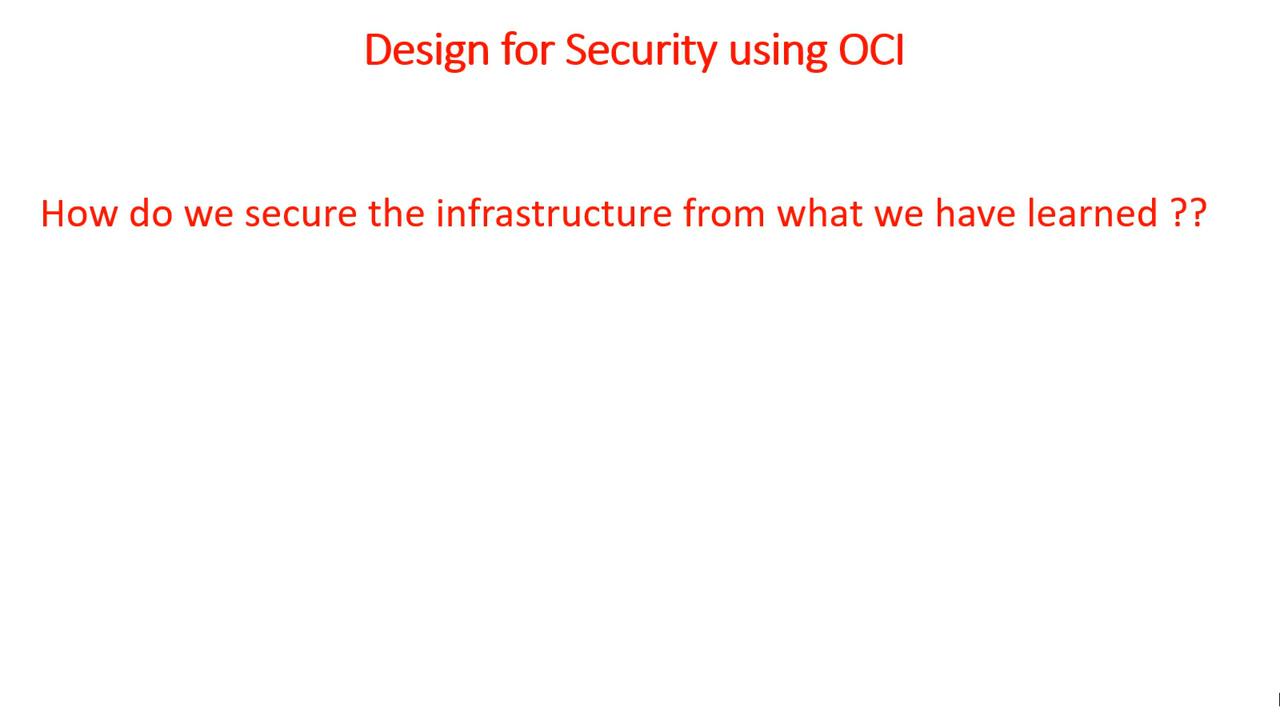 Design for Security using OCI
How do we secure the infrastructure from what we have learned ??